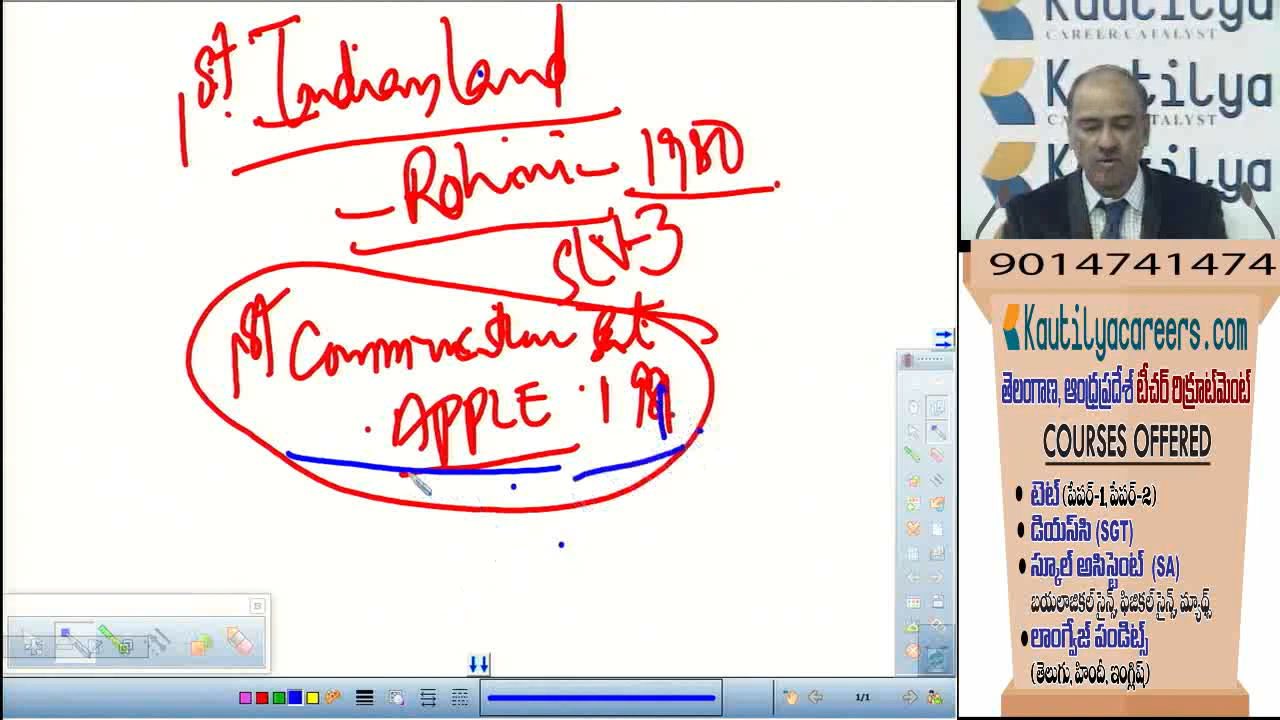 1st Indian land
- Rohini - 1980
SLV-3
1st Communication Sat
APPLE 1981
1/1
Kautilya
CAREER CATALYST
Kautilya
CAREER CATALYST
Kautilya
9014741474
Kautilyacareers.com
తెలంగాణ, ఆంధ్రప్రదేశ్ టీచర్ రిక్రూట్‌మెంట్
COURSES OFFERED
• టెట్ (పేపర్-1, పేపర్-2)
• డియస్‌సి (SGT)
• స్కూల్ అసిస్టెంట్ (SA)
బయలాజికల్ సైన్స్, ఫిజికల్ సైన్స్, మ్యాథ్స్
• లాంగ్వేజ్ పండిట్స్
(తెలుగు, హిందీ, ఇంగ్లిష్)